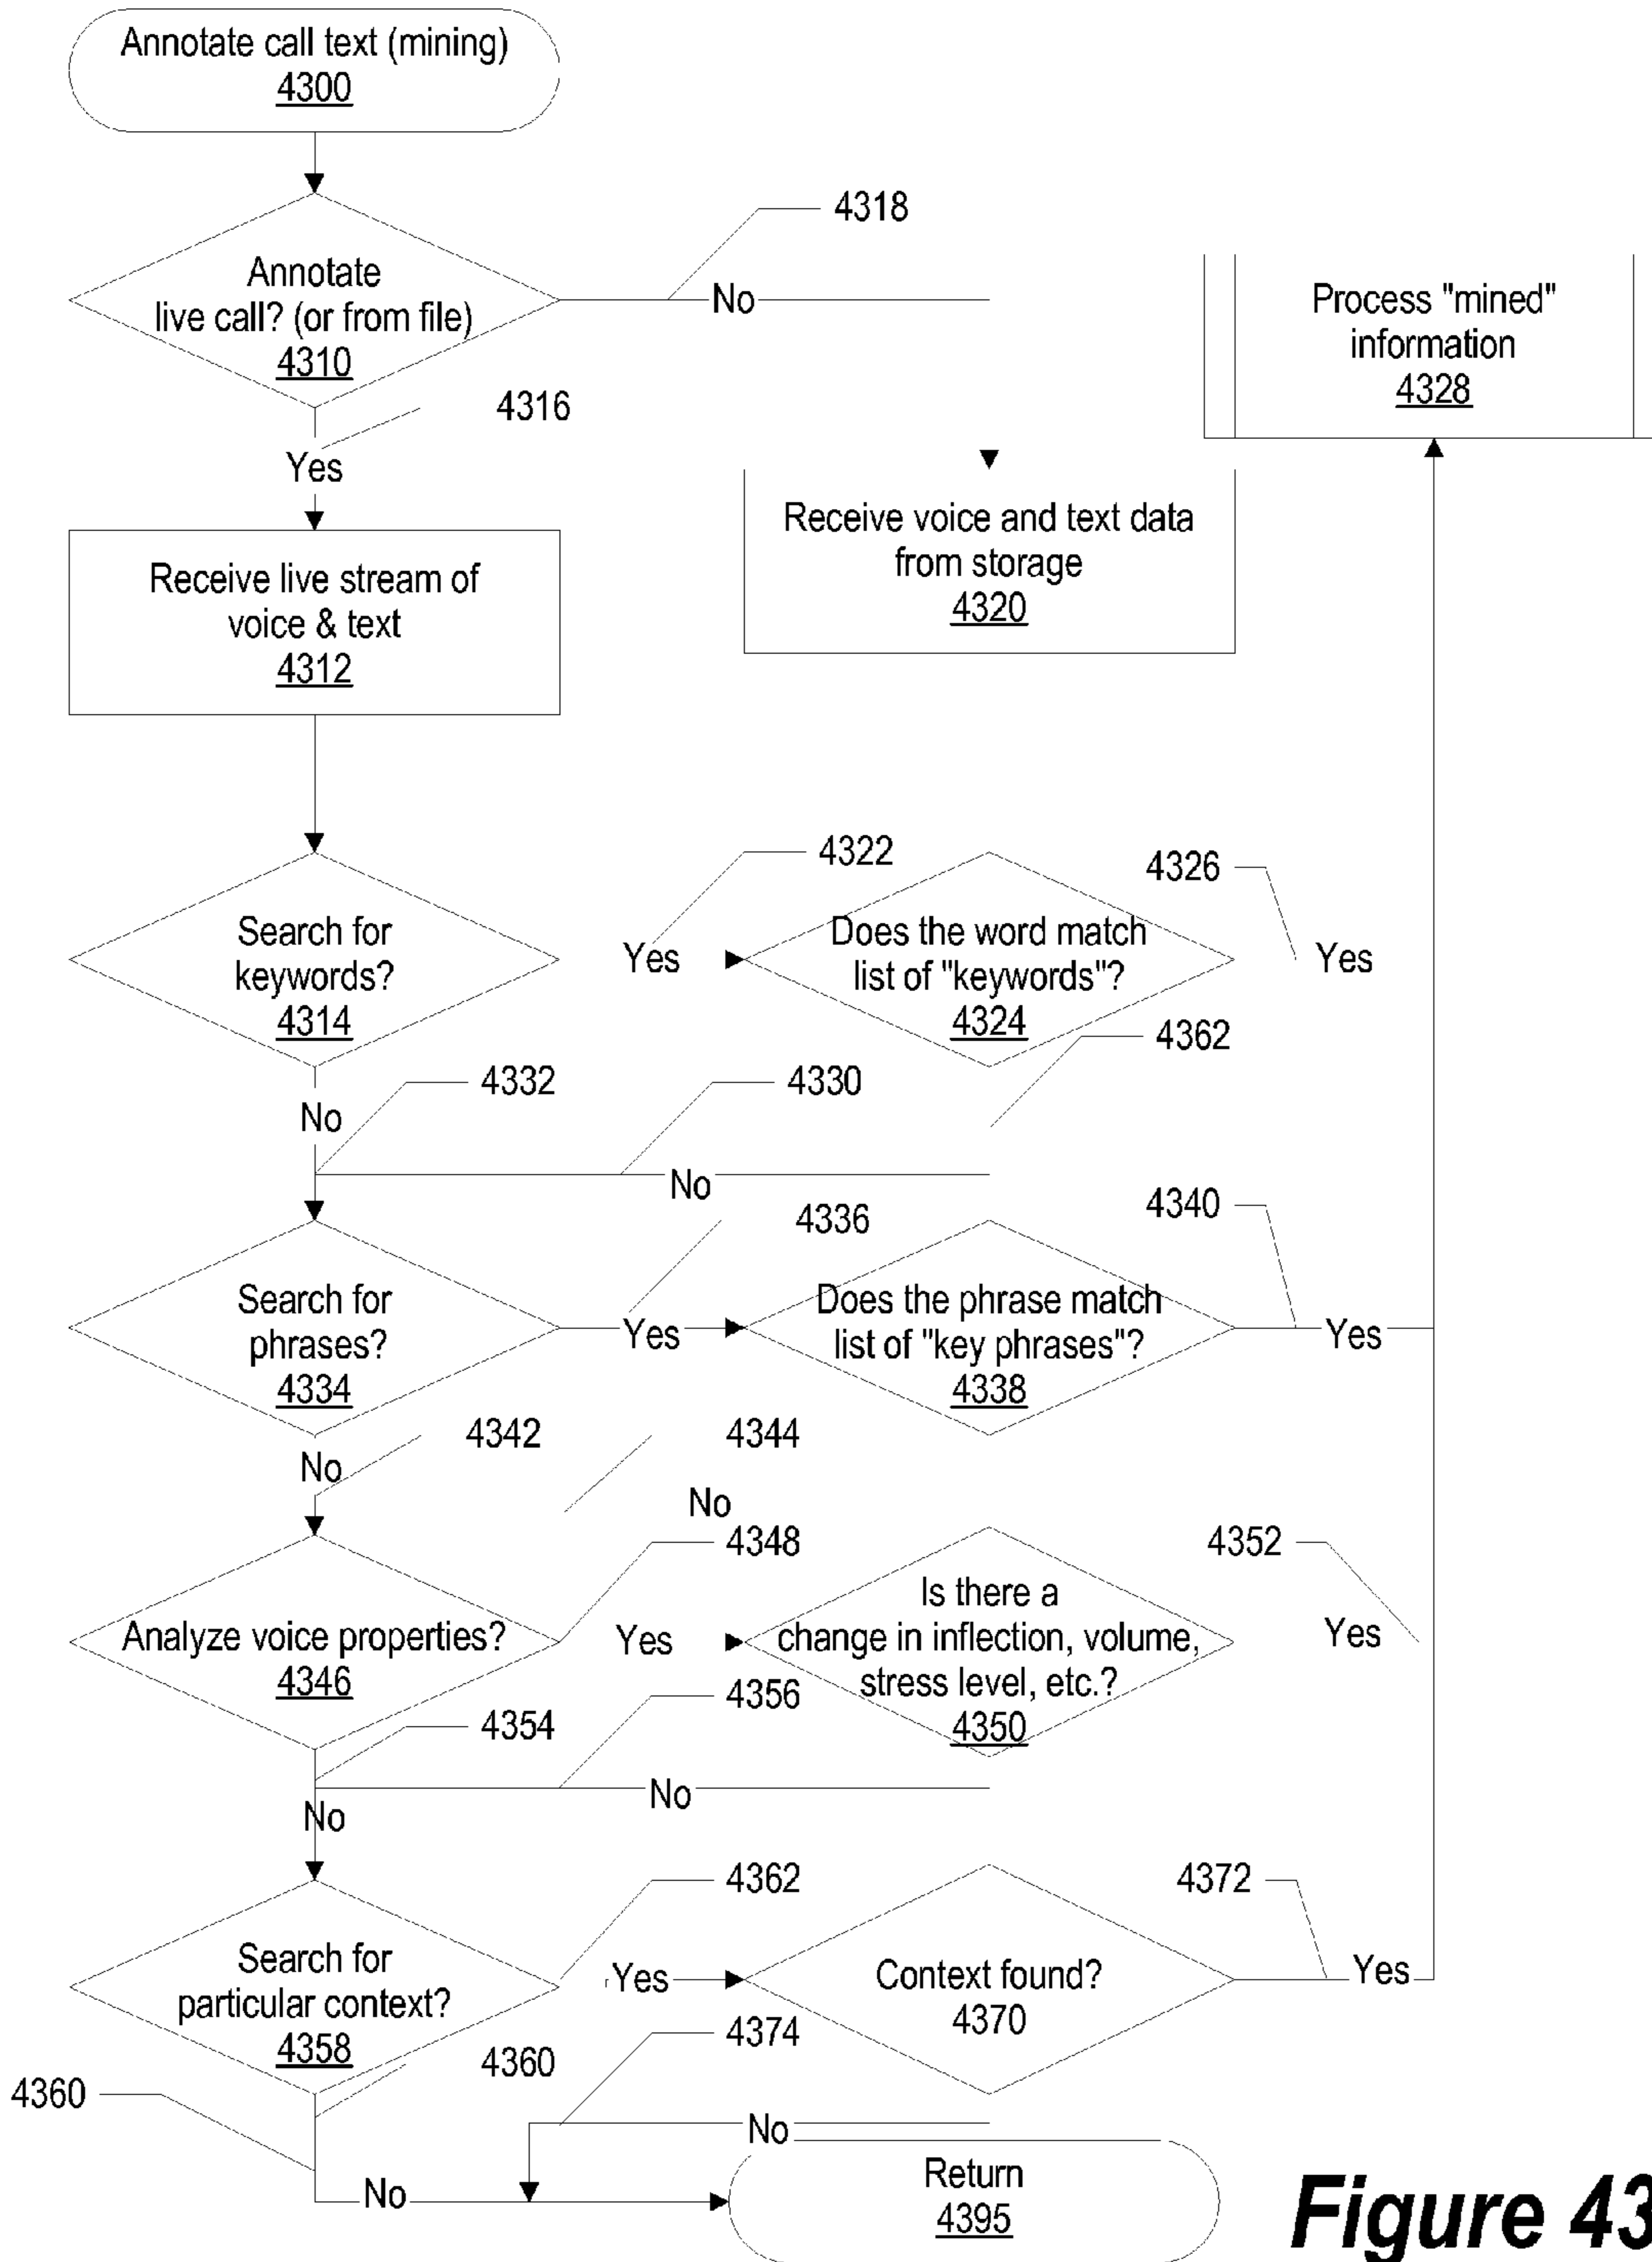 Annotate call text (mining)
4300
4318
Annotate
live call? (or from file)
4310
No
Process "mined"
information
4328
4316
Yes
Receive voice and text data
from storage
4320
Receive live stream of
voice & text
4312
4322
4326
Search for
keywords?
4314
Yes
Does the word match
list of "keywords"?
4324
Yes
4362
4332
4330
No
No
4336
4340
Search for
phrases?
4334
Yes
Does the phrase match
list of "key phrases"?
4338
Yes
4342
4344
No
No
4348
4352
Analyze voice properties?
4346
Yes
Is there a
change in inflection, volume,
stress level, etc.?
4350
Yes
4356
4354
No
No
4362
4372
Search for
particular context?
4358
Yes
Context found?
4370
Yes
4374
4360
4360
No
No
Return
4395
Figure 43